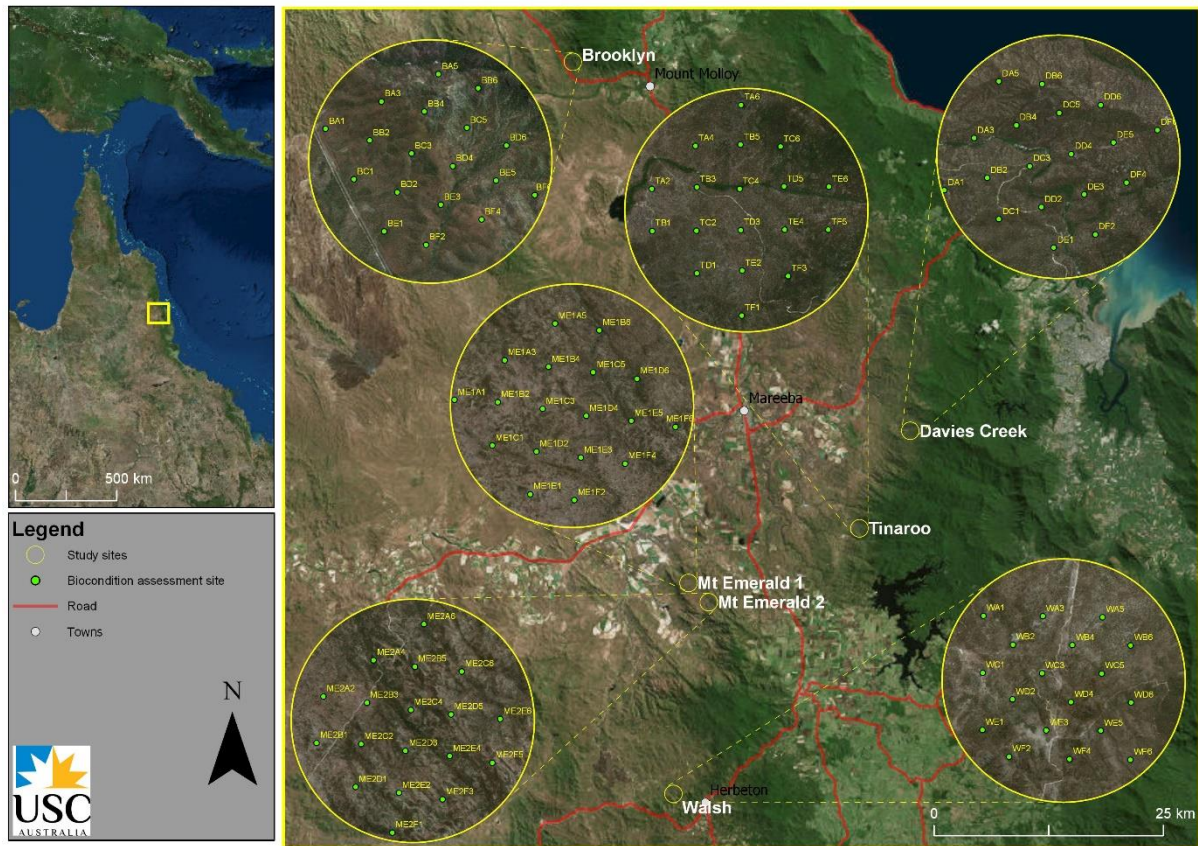 0 500 km
Legend
Study sites
Biocondition assessment site
Road
Towns
N
USC
AUSTRALIA
Brooklyn
Mount Molloy
BA5
BB6
BA3
BB4
BA1
BC5
BB2
BD6
BC3
BD4
BC1
BE5
BD2
BE3
BF4
BE1
BF2
TA6
TA4
TB5
TC6
TA2
TB3
TC4
TD5
TE6
TB1
TC2
TD3
TE4
TF5
TD1
TE2
TF3
TF1
DA5
DB6
DD6
DC5
DB4
DA3
DE5
DD4
DC3
DB2
DF4
DA1
DE3
DD2
DC1
DF2
DE1
ME1A5
ME1B6
ME1A3
ME1B4
ME1C5
ME1D6
ME1A1
ME1B2
ME1C3
ME1D4
ME1E5
ME1F6
ME1C1
ME1D2
ME1E3
ME1F4
ME1E1
ME1F2
Mareeba
Davies Creek
Tinaroo
Mt Emerald 1
Mt Emerald 2
ME2A6
ME2A4
ME2B5
ME2C6
ME2A2
ME2B3
ME2C4
ME2D5
ME2E6
ME2B1
ME2C2
ME2D3
ME2E4
ME2F5
ME2D1
ME2E2
ME2F3
ME2F1
WA1
WA3
WA5
WB2
WB4
WB6
WC1
WC3
WC5
WD2
WD4
WD6
WE1
WE5
WF2
WF4
WF6
Walsh
Herbeton
0 25 km